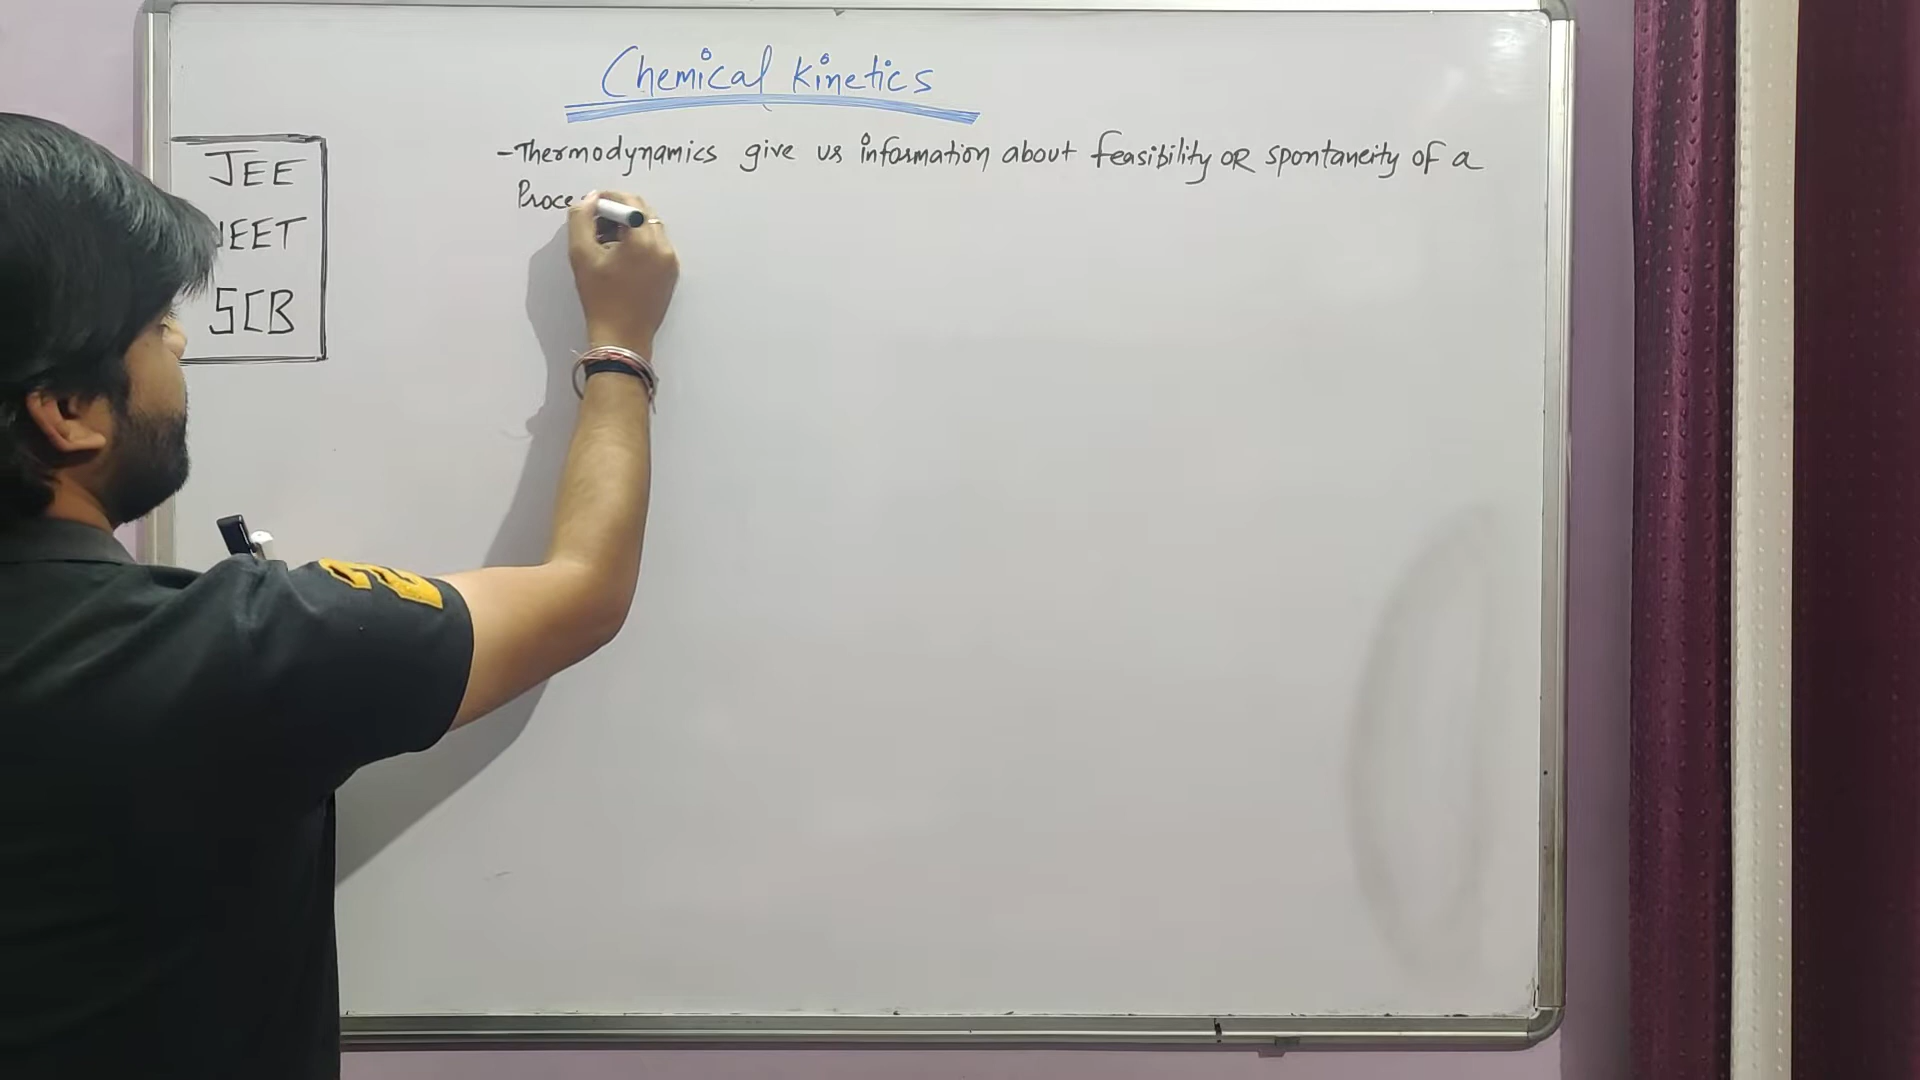 Chemical Kinetics
-Thermodynamics give us information about feasibility OR spontaneity of a
Proce
JEE
EET
SCB